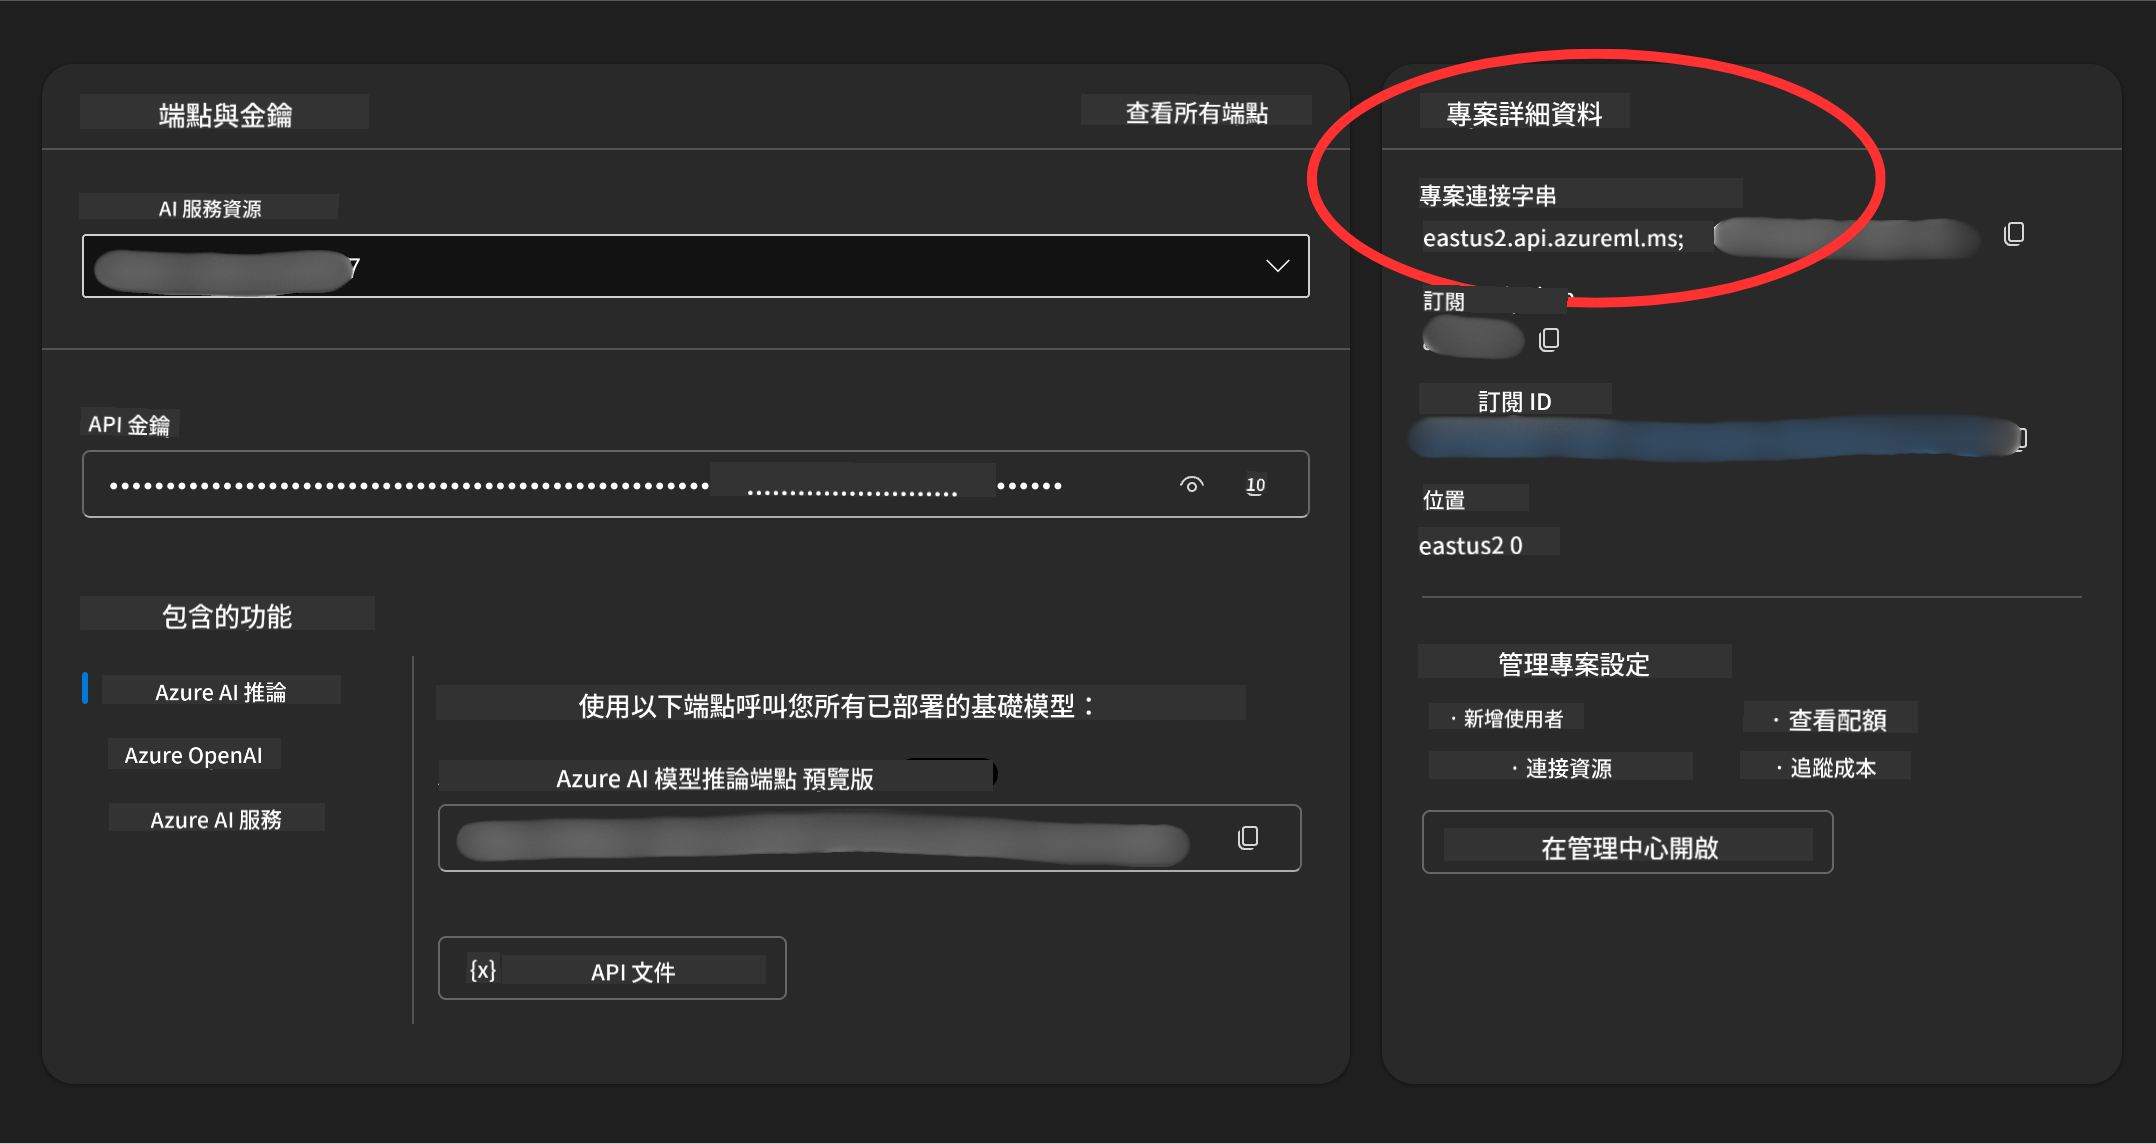 端點與金鑰
查看所有端點
AI 服務資源
7
API 金鑰
10
包含的功能
Azure AI 推論
Azure OpenAI
Azure AI 服務
使用以下端點呼叫您所有已部署的基礎模型：
Azure AI 模型推論端點 預覽版
{x} API 文件
專案詳細資料
專案連接字串
eastus2.api.azureml.ms;
訂閱
訂閱 ID
位置
eastus2 0
管理專案設定
· 新增使用者
· 查看配額
· 連接資源
· 追蹤成本
在管理中心開啟